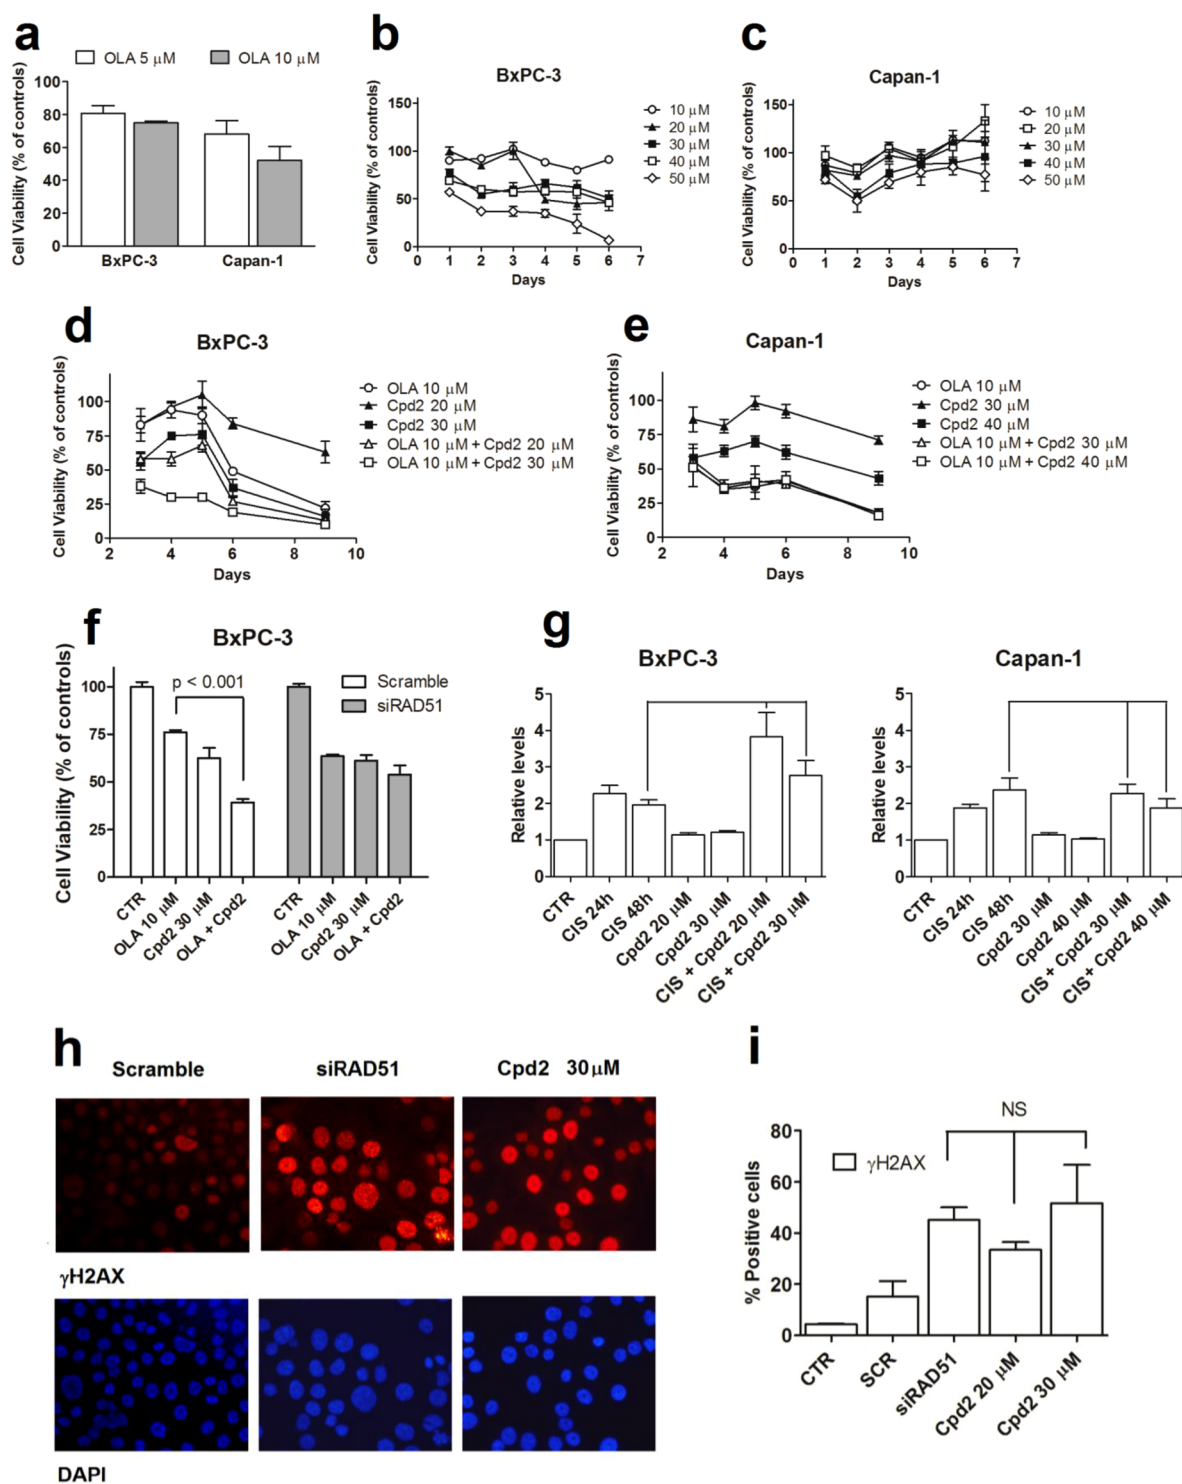 a
OLA 5 μM
OLA 10 μM
Cell Viability (% of controls)
100
80
60
40
20
0
BxPC-3
Capan-1
b
BxPC-3
Cell Viability (% of controls)
150
100
50
0
0 1 2 3 4 5 6 7
Days
10 μM
20 μM
30 μM
40 μM
50 μM
c
Capan-1
Cell Viability (% of controls)
150
100
50
0
0 1 2 3 4 5 6 7
Days
10 μM
20 μM
30 μM
40 μM
50 μM
d
BxPC-3
Cell Viability (% of controls)
100
75
50
25
0
2 4 6 8 10
Days
OLA 10 μM
Cpd2 20 μM
Cpd2 30 μM
OLA 10 μM + Cpd2 20 μM
OLA 10 μM + Cpd2 30 μM
e
Capan-1
Cell Viability (% of controls)
100
75
50
25
0
2 4 6 8 10
Days
OLA 10 μM
Cpd2 30 μM
Cpd2 40 μM
OLA 10 μM + Cpd2 30 μM
OLA 10 μM + Cpd2 40 μM
f
BxPC-3
Cell Viability (% of controls)
100
75
50
25
0
p < 0.001
Scramble
siRAD51
CTR
OLA 10 μM
Cpd2 30 μM
OLA + Cpd2
CTR
OLA 10 μM
Cpd2 30 μM
OLA + Cpd2
g
BxPC-3
Relative levels
5
4
3
2
1
0
CTR
CIS 24h
CIS 48h
Cpd2 20 μM
Cpd2 30 μM
CIS + Cpd2 20 μM
CIS + Cpd2 30 μM
Capan-1
Relative levels
5
4
3
2
1
0
CTR
CIS 24h
CIS 48h
Cpd2 30 μM
Cpd2 40 μM
CIS + Cpd2 30 μM
CIS + Cpd2 40 μM
h
Scramble
siRAD51
Cpd2 30μM
γH2AX
DAPI
i
NS
% Positive cells
80
60
40
20
0
γH2AX
CTR
SCR
siRAD51
Cpd2 20 μM
Cpd2 30 μM